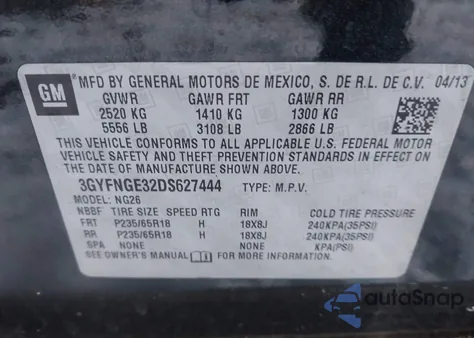 GM
MFD BY GENERAL MOTORS DE MEXICO, S. DE R.L. DE C.V. 04/13
GVWR GAWR FRT GAWR RR
2520 KG 1410 KG 1300 KG
5556 LB 3108 LB 2866 LB
THIS VEHICLE CONFORMS TO ALL APPLICABLE U.S. FEDERAL MOTOR
VEHICLE SAFETY AND THEFT PREVENTION STANDARDS IN EFFECT ON
THE DATE OF MANUFACTURE SHOWN ABOVE.
3GYFNGE32DS627444 TYPE: M.P.V.
MODEL: NG26
NBBF TIRE SIZE SPEED RTG RIM COLD TIRE PRESSURE
FRT P235/65R18 H 18X8J 240KPA(35PSI)
RR P235/65R18 H 18X8J 240KPA(35PSI)
SPA NONE NONE KPA(PSI)
SEE OWNER'S MANUAL FOR MORE INFORMATION.
autoSnap